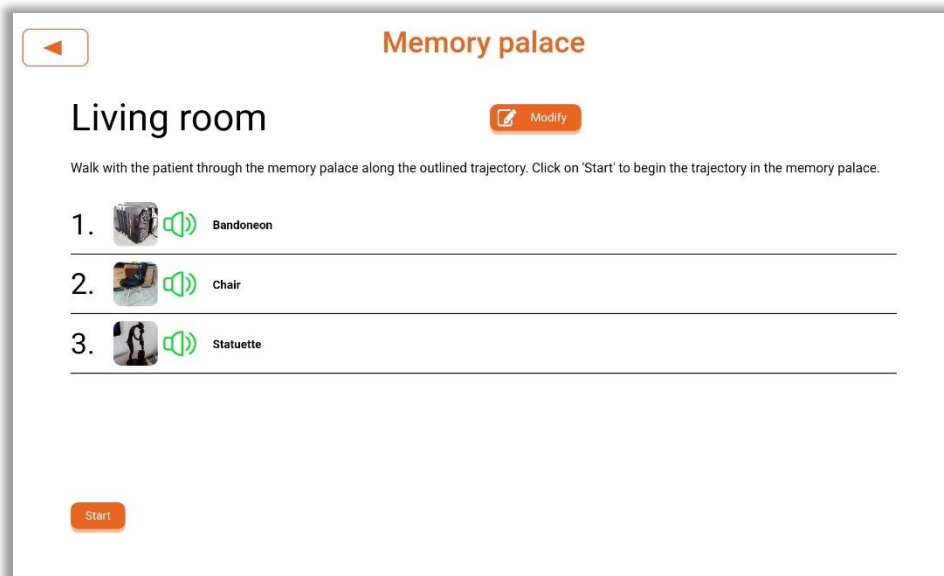 Memory palace
Living room
Modify
Walk with the patient through the memory palace along the outlined trajectory. Click on 'Start' to begin the trajectory in the memory palace.
1. Bandoneon
2. Chair
3. Statuette
Start